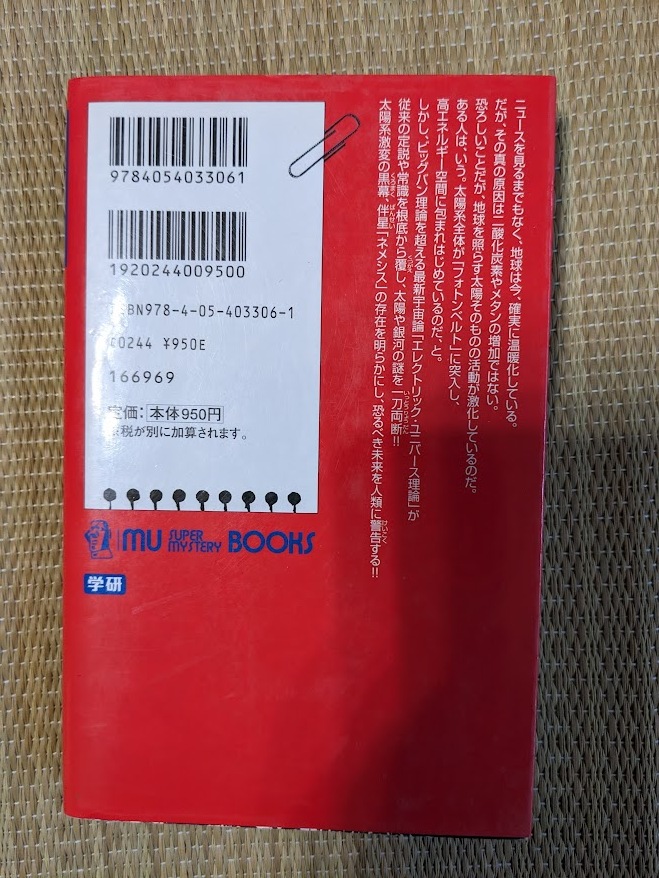 ニュースを見るまでもなく、地球は今、確実に温暖化している。
だが、その真の原因は二酸化炭素やメタンの増加ではない。
恐ろしいことだが、地球を照らす太陽そのものの活動が激化しているのだ。
ある人は、いう。太陽系全体が「フォトンベルト」に突入し、
高エネルギー空間に包まれはじめているのだ、と。
しかし、ビッグバン理論を超える最新宇宙論「エレクトリック・ユニバース理論」が
従来の定説や常識を根底から覆し、太陽や銀河の謎を一刀両断!!
太陽系激変の黒幕、伴星「ネメシス」の存在を明らかにし、恐るべき未来を人類に警告する!!
9784054033061
1920244009500
ISBN978-4-05-403306-1
C0244 ¥950E
166969
定価:本体950円
※税が別に加算されます。
MU SUPER MYSTERY BOOKS
学研